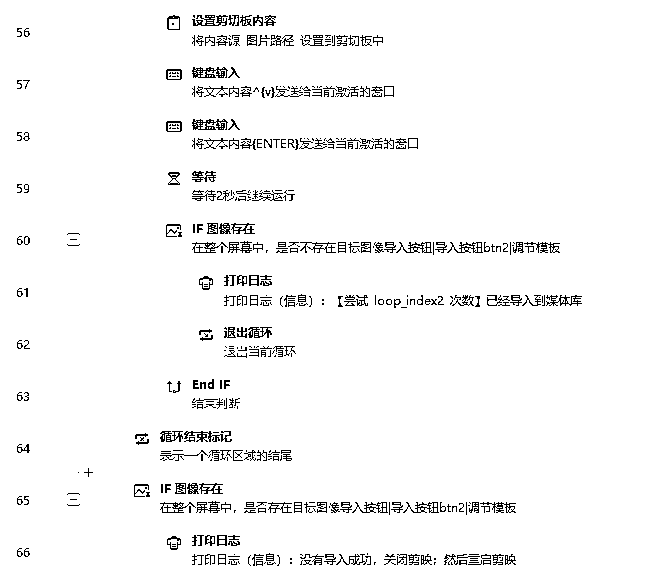 56
设置剪切板内容
将内容源 图片路径 设置到剪切板中
57
键盘输入
将文本内容^{v}发送给当前激活的窗口
58
键盘输入
将文本内容{ENTER}发送给当前激活的窗口
59
等待
等待2秒后继续运行
60
IF 图像存在
在整个屏幕中，是否不存在目标图像导入按钮|导入按钮btn2|调节模板
61
打印日志
打印日志（信息）：【尝试 loop_index2 次数】已经导入到媒体库
62
退出循环
退出当前循环
63
End IF
结束判断
64
循环结束标记
表示一个循环区域的结尾
65
IF 图像存在
在整个屏幕中，是否存在目标图像导入按钮|导入按钮btn2|调节模板
66
打印日志
打印日志（信息）：没有导入成功，关闭剪映；然后重启剪映